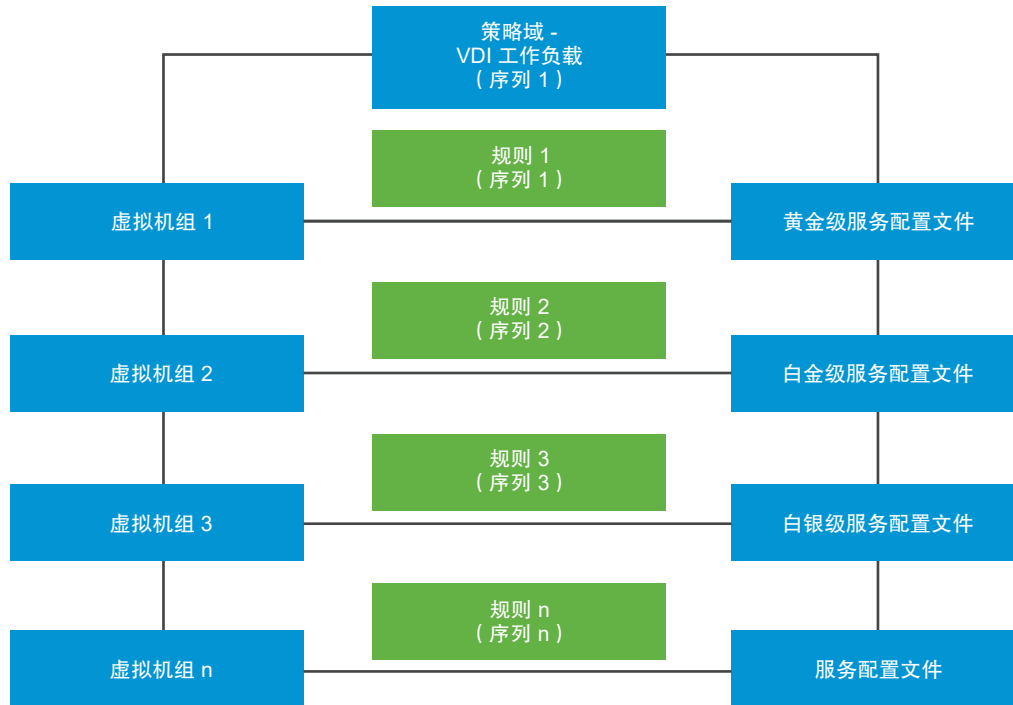 策略域 -
VDI 工作负载
（序列 1）
规则 1
（序列 1）
虚拟机组 1
黄金级服务配置文件
规则 2
（序列 2）
虚拟机组 2
白金级服务配置文件
规则 3
（序列 3）
虚拟机组 3
白银级服务配置文件
规则 n
（序列 n）
虚拟机组 n
服务配置文件